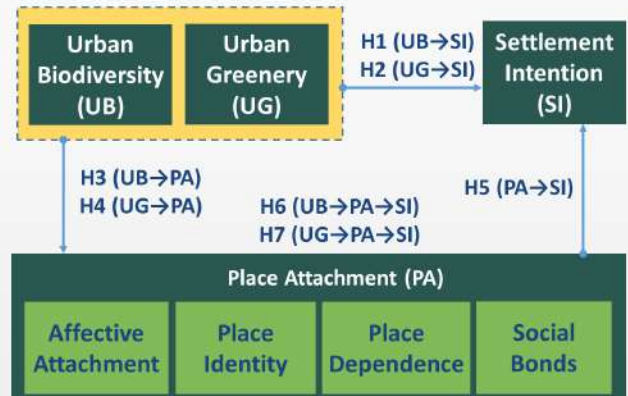 Urban
Biodiversity
(UB)
Urban
Greenery
(UG)
H1 (UB→SI)
H2 (UG→SI)
Settlement
Intention
(SI)
H3 (UB→PA)
H4 (UG→PA)
H6 (UB→PA→SI)
H7 (UG→PA→SI)
H5 (PA→SI)
Place Attachment (PA)
Affective
Attachment
Place
Identity
Place
Dependence
Social
Bonds